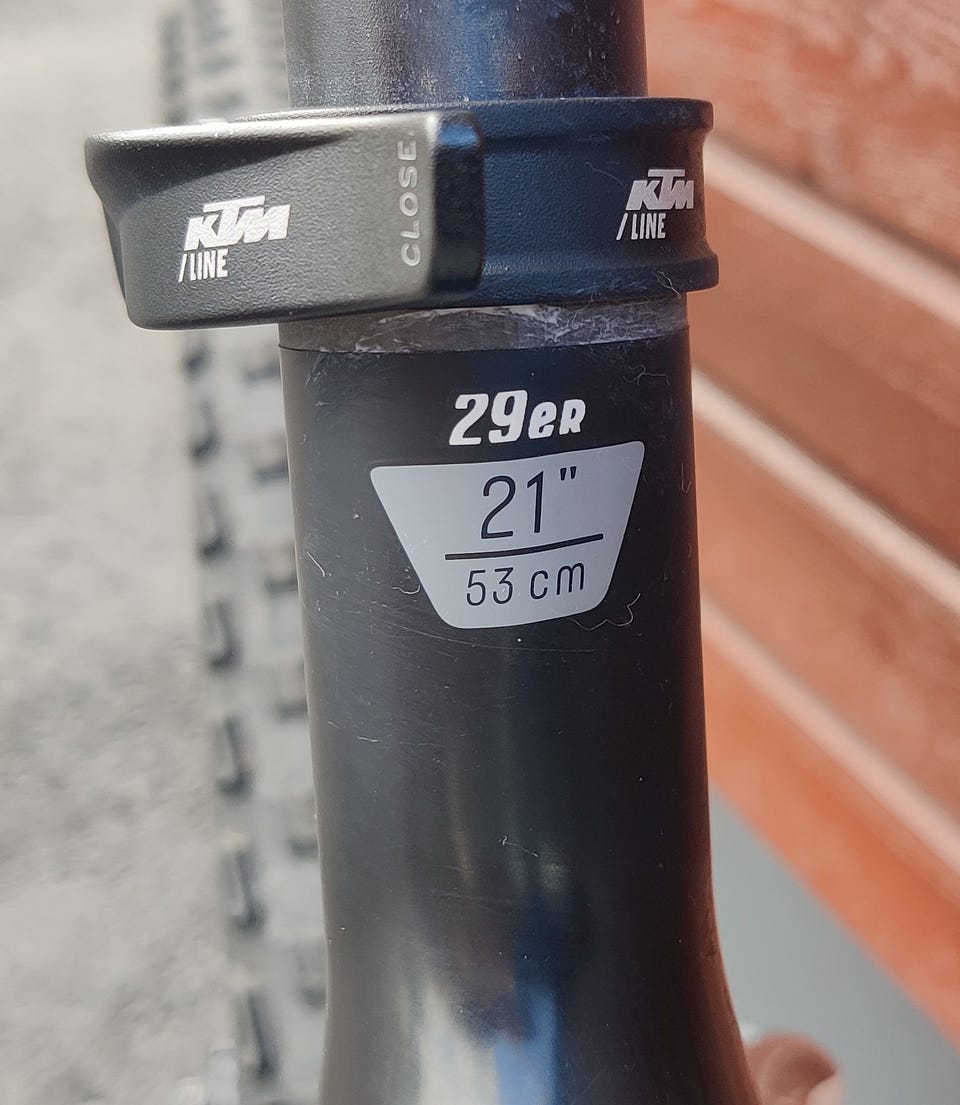 KTM
/LINE
CLOSE
KTM
/LINE
29eR
21"
53 cm